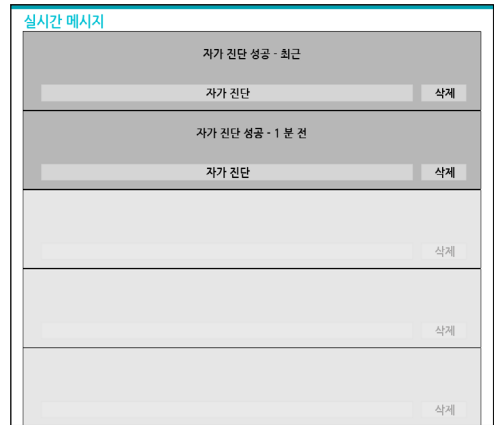 실시간 메시지
자가 진단 성공 - 최근
자가 진단 삭제
자가 진단 성공 - 1 분 전
자가 진단 삭제
삭제
삭제
삭제